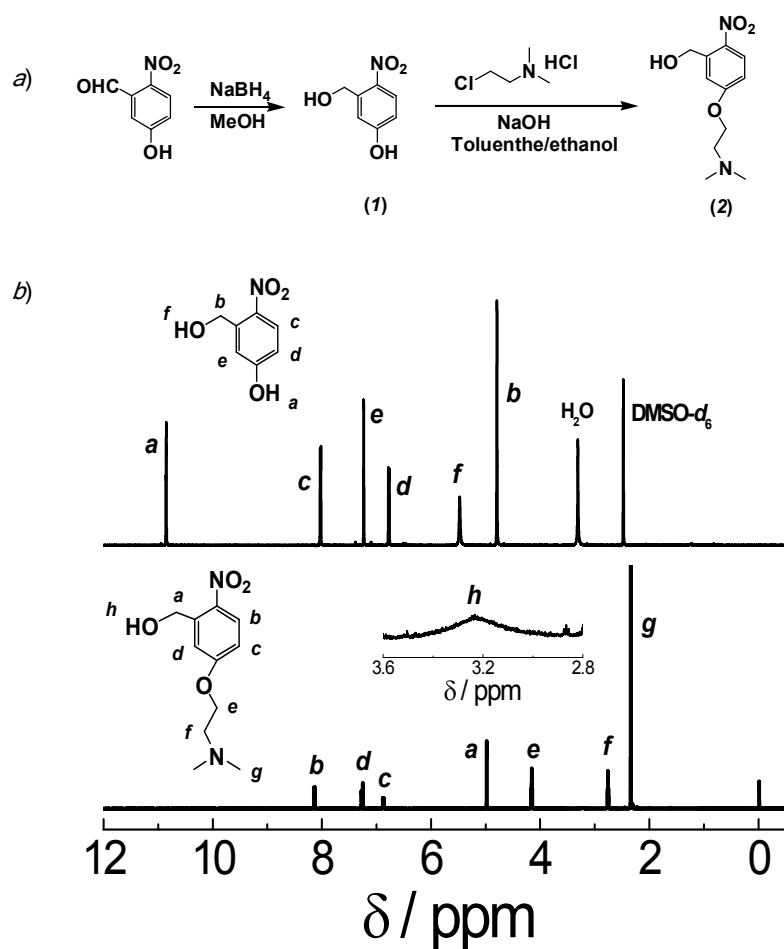 a)
OHC NO₂ OH
NaBH₄
MeOH
HO NO₂ OH
(1)
Cl N HCl
NaOH
Toluenthe/ethanol
HO NO₂ O N
(2)
b)
f HO b NO₂ c d e OH a
a c e d f b H₂O DMSO-d₆
h HO a NO₂ b c d O e f N g
h
3.6 3.2 2.8
δ / ppm
b d c a e f g
12 10 8 6 4 2 0
δ / ppm